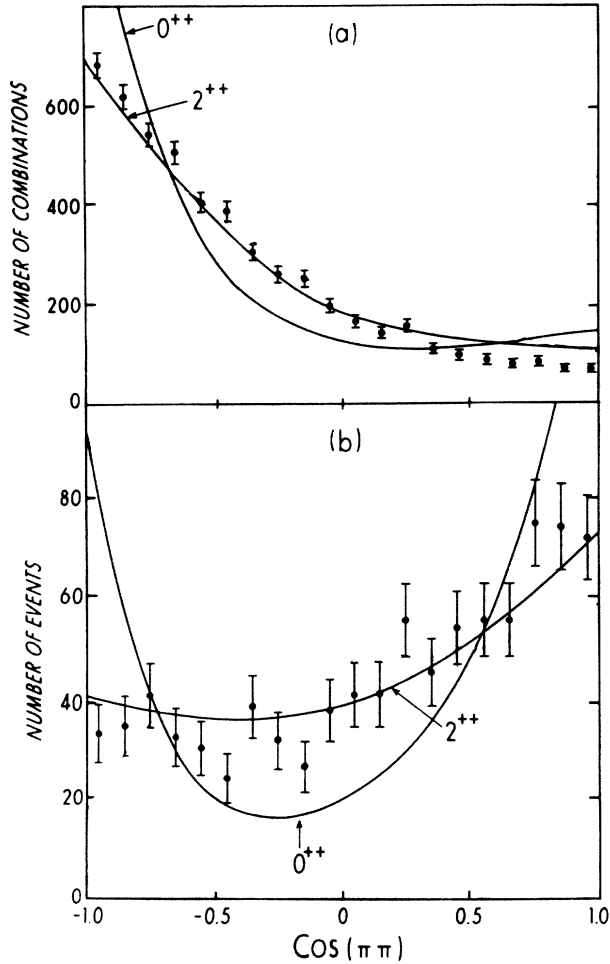 (a)
0++
2++
NUMBER OF COMBINATIONS
600
400
200
0
(b)
NUMBER OF EVENTS
80
60
40
20
0
2++
0++
-1.0 -0.5 0 0.5 1.0
Cos(ππ)